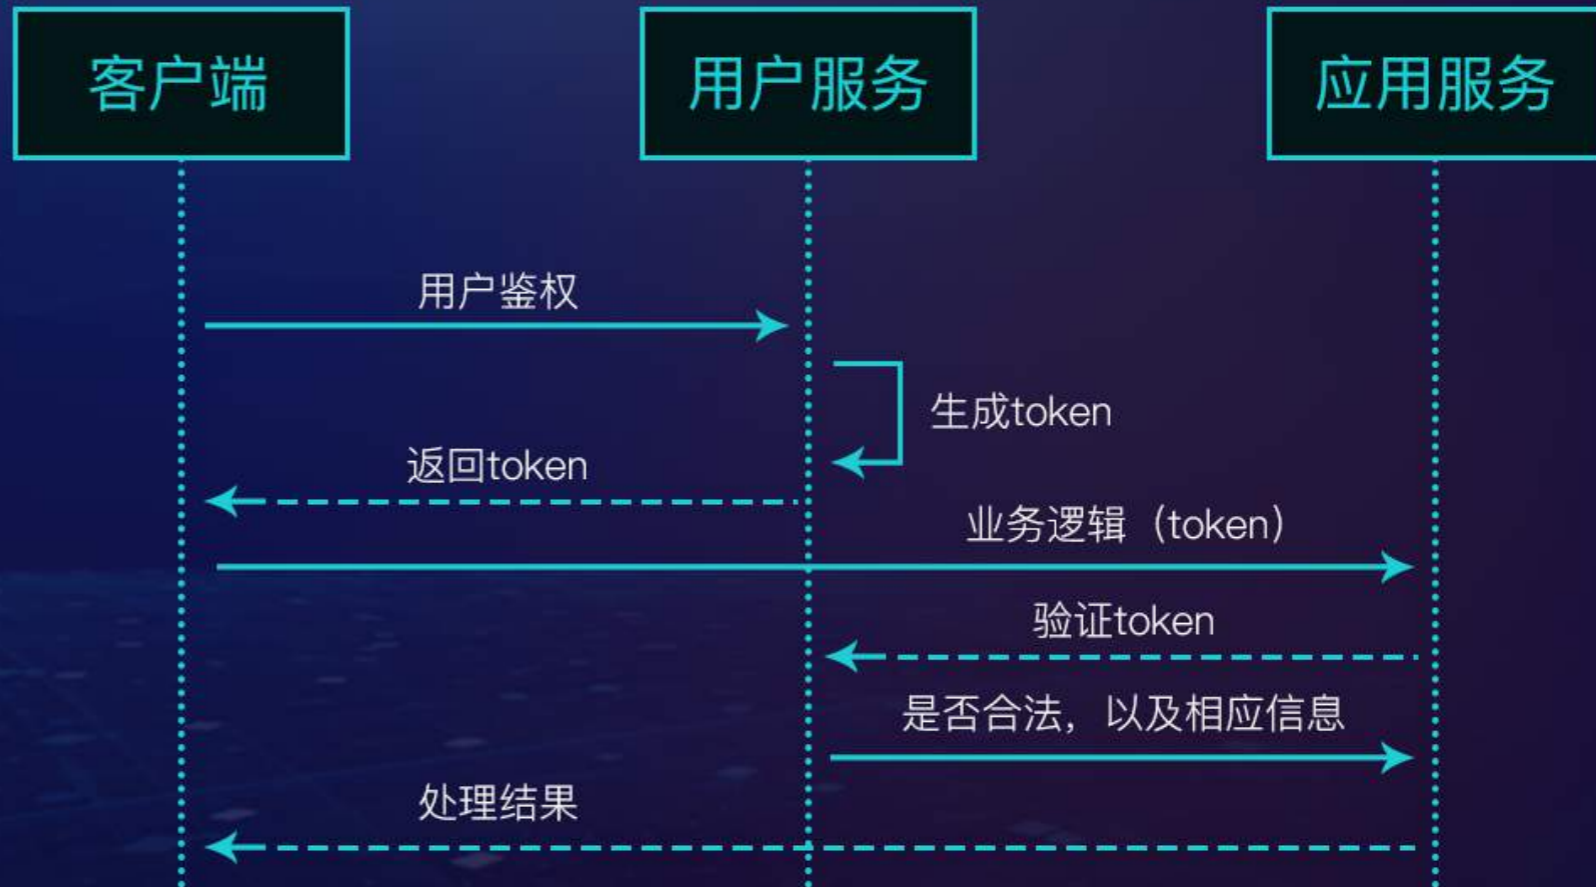 客户端
用户服务
应用服务
用户鉴权
生成token
返回token
业务逻辑（token）
验证token
是否合法，以及相应信息
处理结果